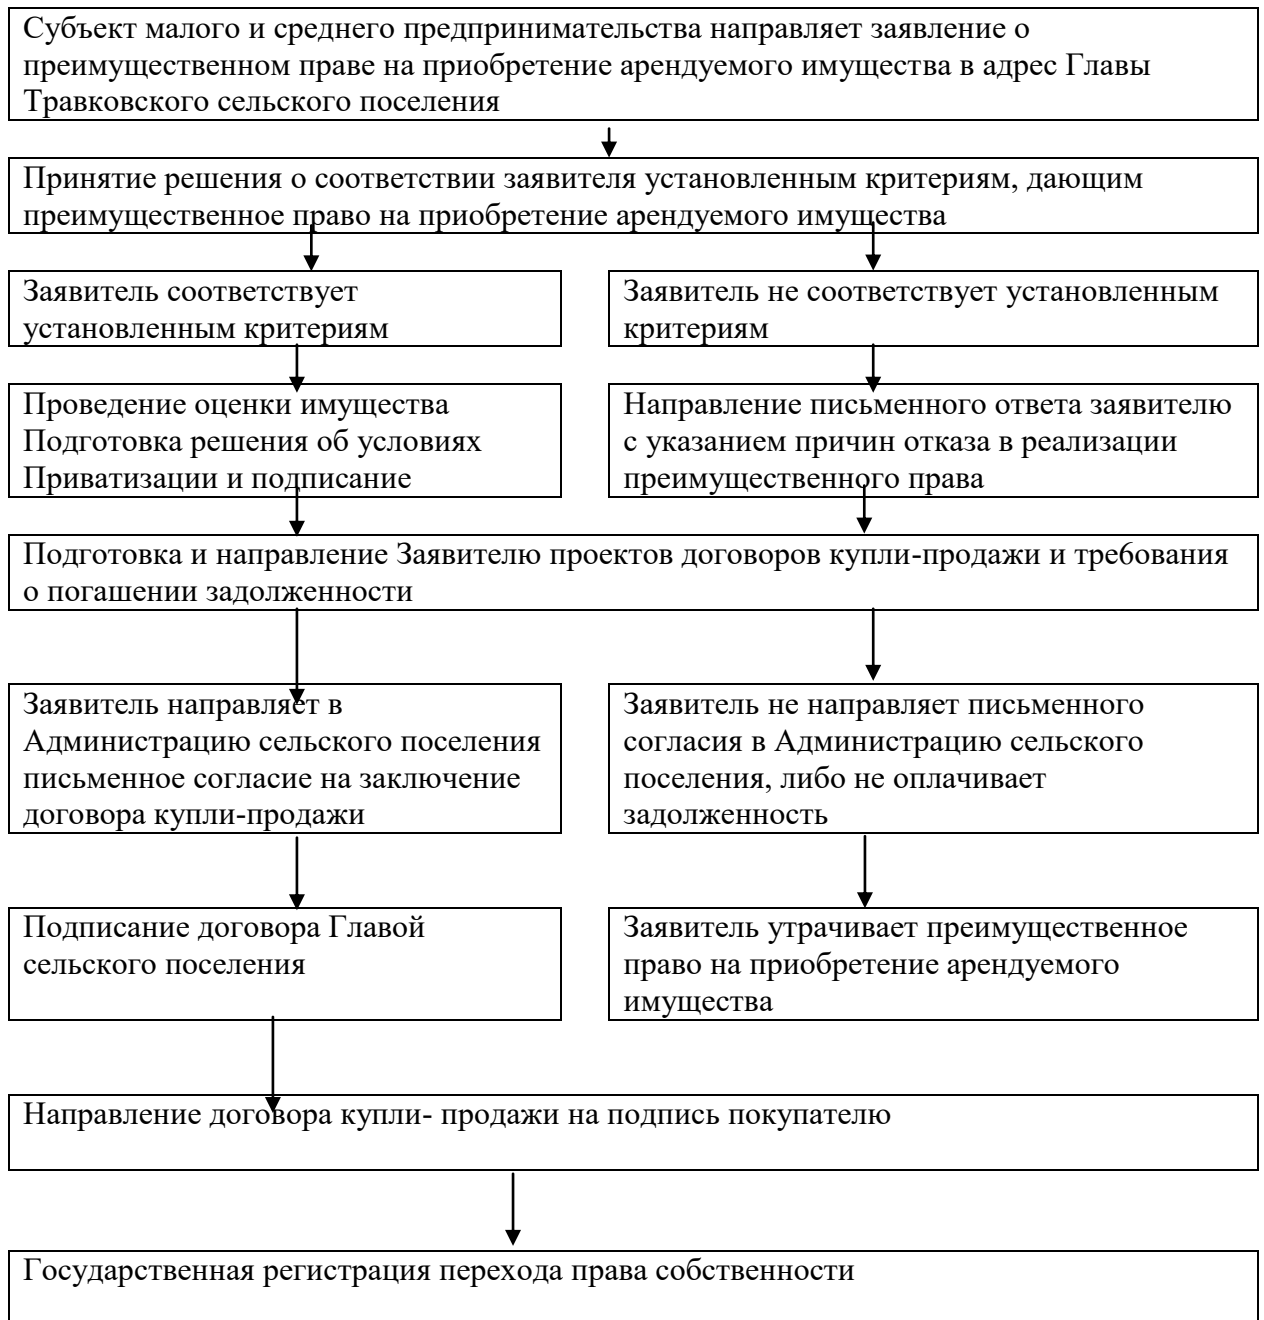 Субъект малого и среднего предпринимательства направляет заявление о
преимущественном праве на приобретение арендуемого имущества в адрес Главы
Травковского сельского поселения
Принятие решения о соответствии заявителя установленным критериям, дающим
преимущественное право на приобретение арендуемого имущества
Заявитель соответствует
установленным критериям
Заявитель не соответствует установленным
критериям
Проведение оценки имущества
Подготовка решения об условиях
Приватизации и подписание
Направление письменного ответа заявителю
с указанием причин отказа в реализации
преимущественного права
Подготовка и направление Заявителю проектов договоров купли-продажи и требования
о погашении задолженности
Заявитель направляет в
Администрацию сельского поселения
письменное согласие на заключение
договора купли-продажи
Заявитель не направляет письменного
согласия в Администрацию сельского
поселения, либо не оплачивает
задолженность
Подписание договора Главой
сельского поселения
Заявитель утрачивает преимущественное
право на приобретение арендуемого
имущества
Направление договора купли- продажи на подпись покупателю
Государственная регистрация перехода права собственности